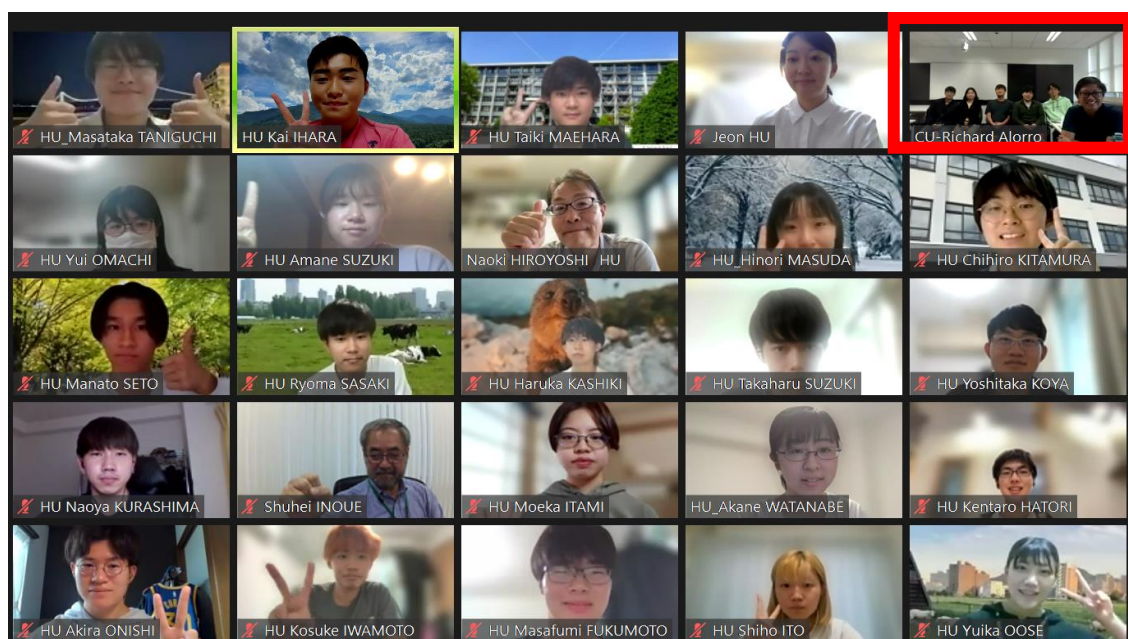 HU_Masataka TANIGUCHI
HU Kai IHARA
HU Taiki MAEHARA
Jeon HU
CU-Richard Alorro
HU Yui OMACHI
HU Amane SUZUKI
Naoki HIROYOSHI HU
HU_Hinori MASUDA
HU Chihiro KITAMURA
HU Manato SETO
HU Ryoma SASAKI
HU Haruka KASHIKI
HU Takaharu SUZUKI
HU Yoshitaka KOYA
HU Naoya KURASHIMA
Shuhei INOUE
HU Moeka ITAMI
HU_Akane WATANABE
HU Kentaro HATORI
HU Akira ONISHI
HU Kosuke IWAMOTO
HU Masafumi FUKUMOTO
HU Shiho ITO
HU Yuika OOSE